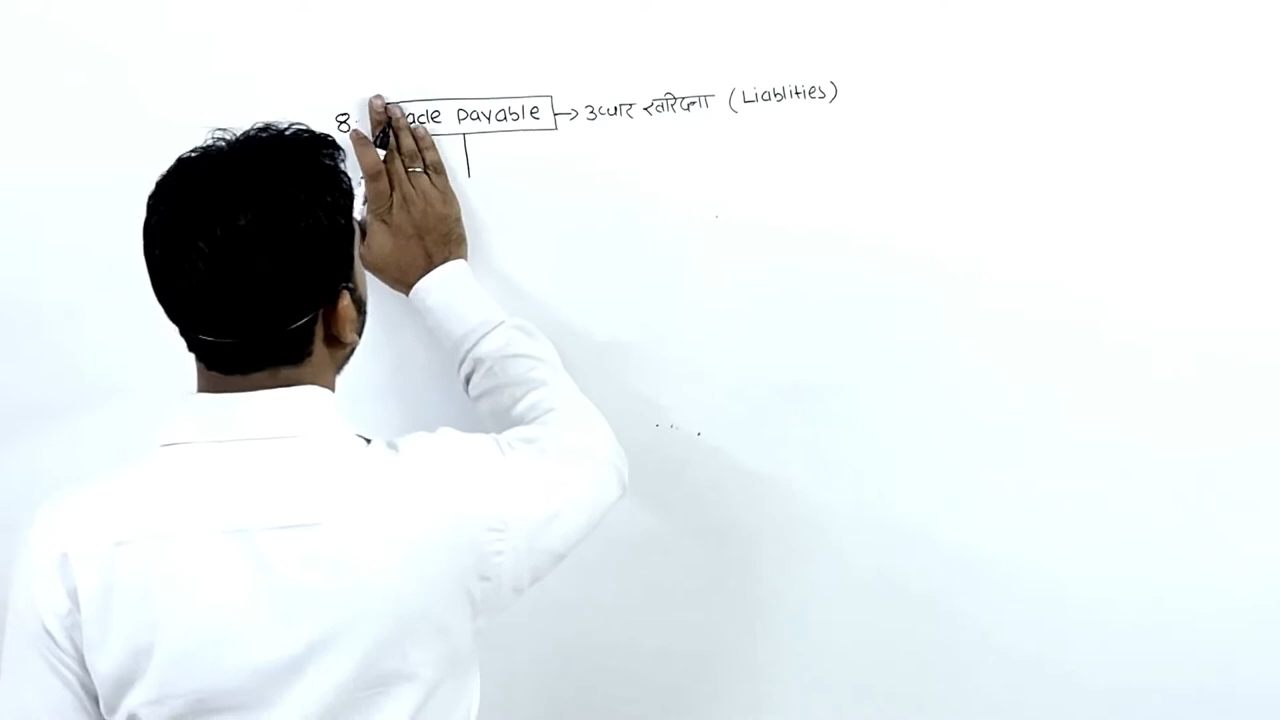 8. ade payable → उधार खरिदना (Liablities)